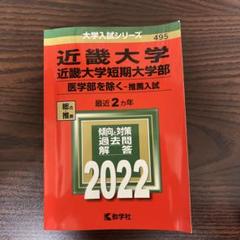 大学入試シリーズ
495
近畿大学
近畿大学短期大学部
医学部を除く－推薦入試
最近2カ年
傾向と対策
過去問
解答
2022
教学社